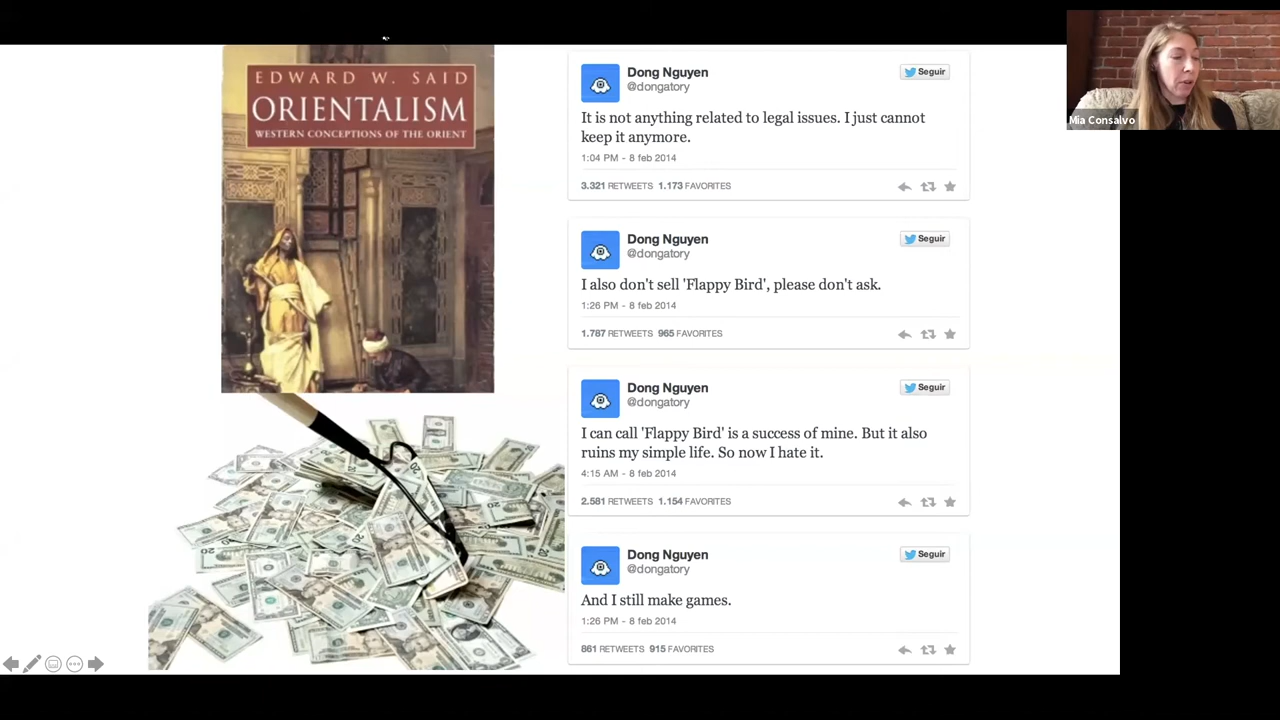 EDWARD W. SAID
ORIENTALISM
WESTERN CONCEPTIONS OF THE ORIENT
Dong Nguyen
@dongatory
Seguir
It is not anything related to legal issues. I just cannot
keep it anymore.
1:04 PM - 8 feb 2014
3.321 RETWEETS 1.173 FAVORITES
Dong Nguyen
@dongatory
Seguir
I also don't sell 'Flappy Bird', please don't ask.
1:26 PM - 8 feb 2014
1.787 RETWEETS 965 FAVORITES
Dong Nguyen
@dongatory
Seguir
I can call 'Flappy Bird' is a success of mine. But it also
ruins my simple life. So now I hate it.
4:15 AM - 8 feb 2014
2.581 RETWEETS 1.154 FAVORITES
Dong Nguyen
@dongatory
Seguir
And I still make games.
1:26 PM - 8 feb 2014
861 RETWEETS 915 FAVORITES
Mia Consalvo